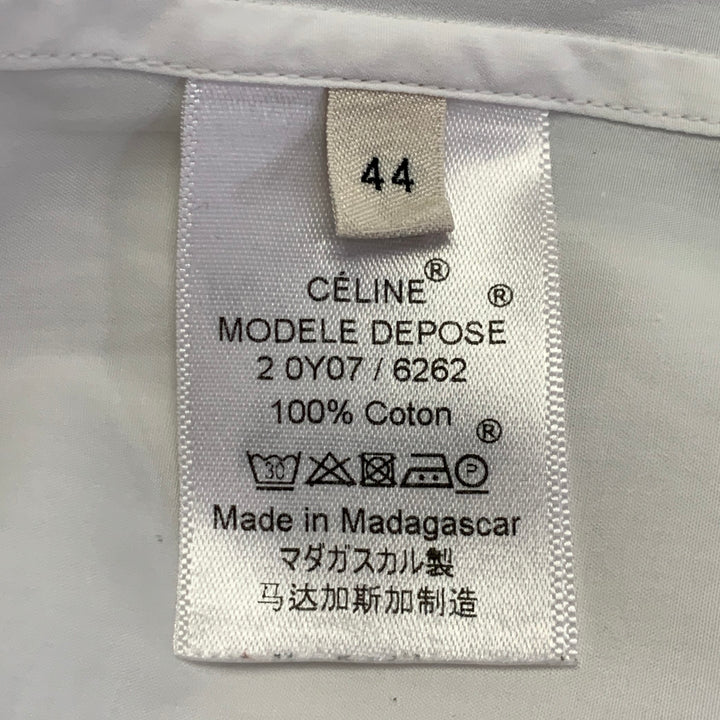 44
CÉLINE®
®
MODELE DEPOSE
2 0Y07 / 6262
100% Coton
®
30 P
Made in Madagascar
マダガスカル製
马达加斯加制造